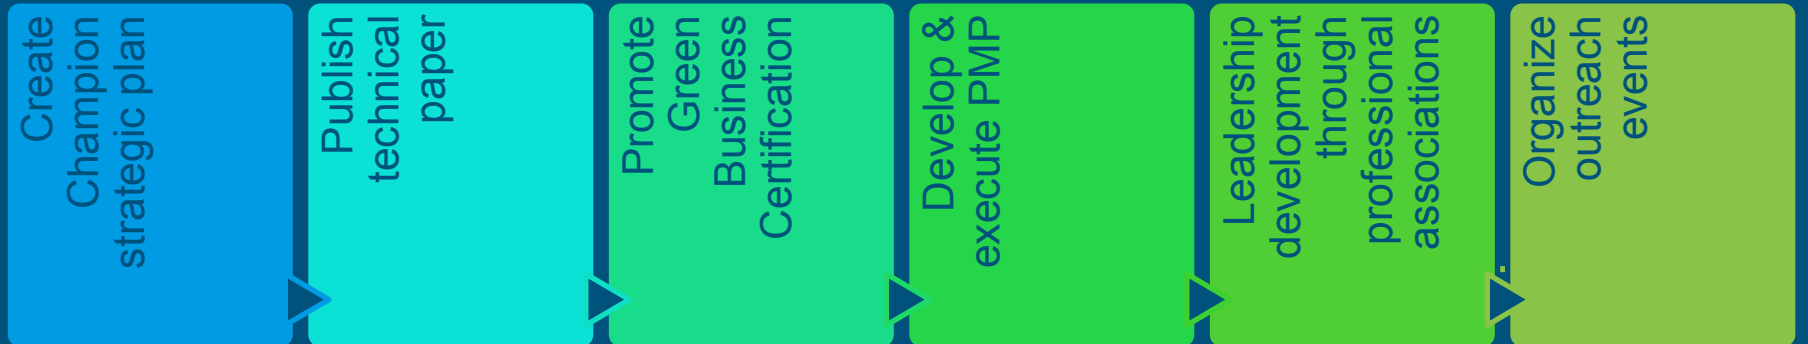 Create
Champion
strategic plan
Publish
technical
paper
Promote
Green
Business
Certification
Develop &
execute PMP
Leadership
development
through
professional
associations
Organize
outreach
events